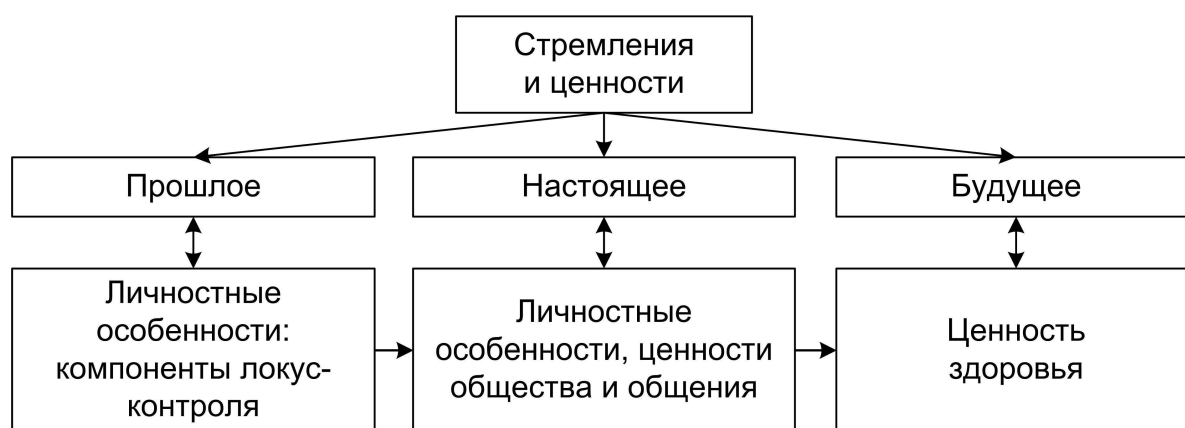 Стремления
и ценности
Прошлое
Настоящее
Будущее
Личностные
особенности:
компоненты локус-
контроля
Личностные
особенности, ценности
общества и общения
Ценность
здоровья